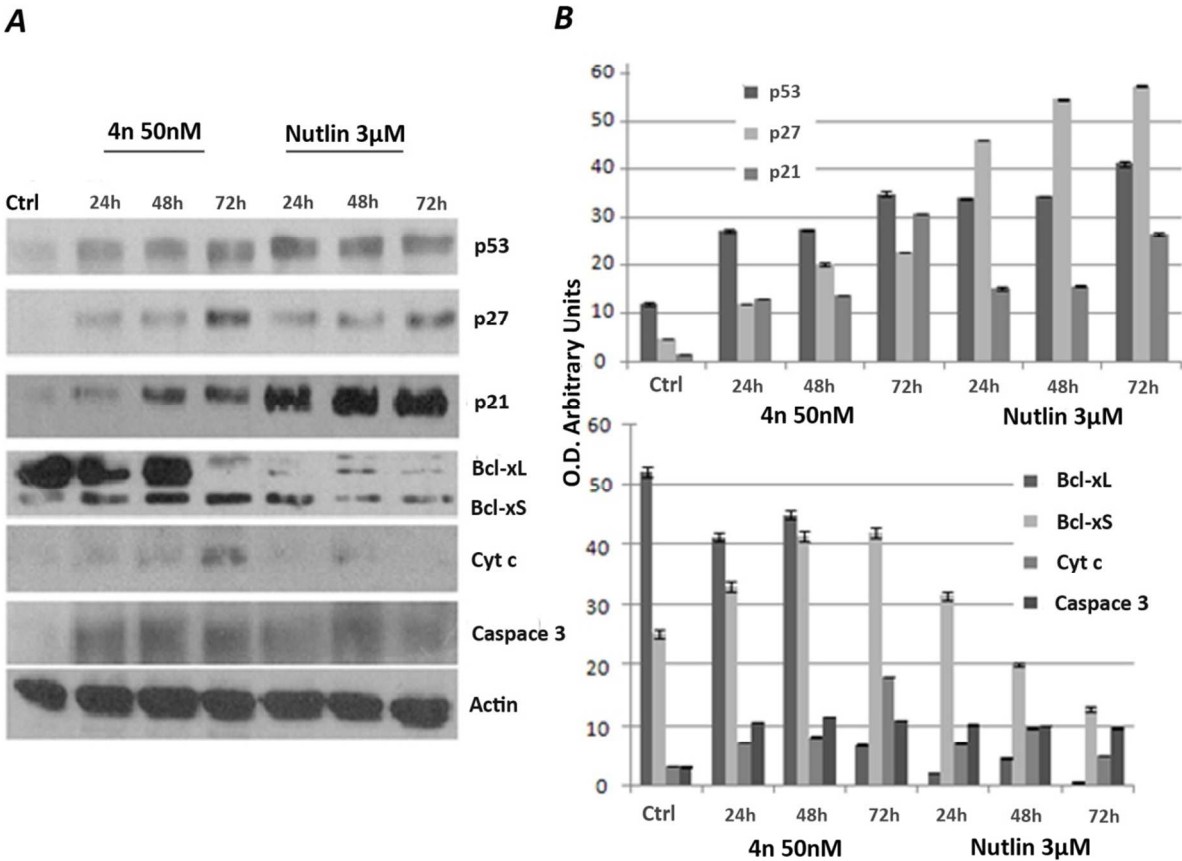 A
4n 50nM
Nutlin 3µM
Ctrl 24h 48h 72h 24h 48h 72h
p53
p27
p21
Bcl-xL
Bcl-xS
Cyt c
Caspace 3
Actin
B
O.D. Arbitrary Units
60
50
40
30
20
10
0
p53
p27
p21
Ctrl 24h 48h 72h 24h 48h 72h
4n 50nM Nutlin 3µM
60
50
40
30
20
10
0
Bcl-xL
Bcl-xS
Cyt c
Caspace 3
Ctrl 24h 48h 72h 24h 48h 72h
4n 50nM Nutlin 3µM